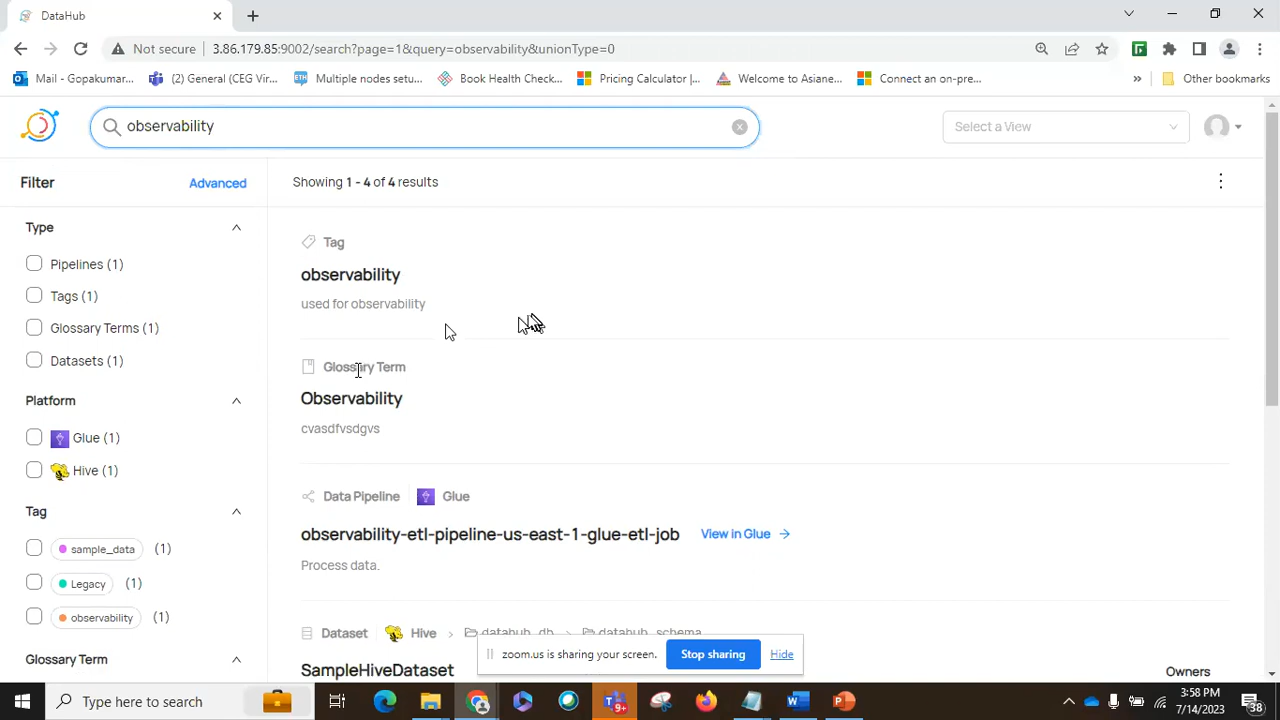 DataHub
Not secure
3.86.179.85:9002/search?page=1&query=observability&unionType=0
Mail - Gopakumar...
(2) General (CEG Vir...
Multiple nodes setu...
Book Health Check...
Pricing Calculator |...
Welcome to Asiane...
Connect an on-pre...
»
Other bookmarks
observability
Select a View
Filter
Advanced
Showing 1 - 4 of 4 results
Type
Pipelines (1)
Tags (1)
Glossary Terms (1)
Datasets (1)
Platform
Glue (1)
Hive (1)
Tag
sample_data (1)
Legacy (1)
observability (1)
Glossary Term
Tag
observability
used for observability
Glossary Term
Observability
cvasdfvsdgvs
Data Pipeline
Glue
observability-etl-pipeline-us-east-1-glue-etl-job
View in Glue →
Process data.
Dataset
Hive > datahub_db > datahub_schema
SampleHiveDataset
Owners
zoom.us is sharing your screen.
Stop sharing
Hide
Type here to search
9+
3:58 PM
7/14/2023
38